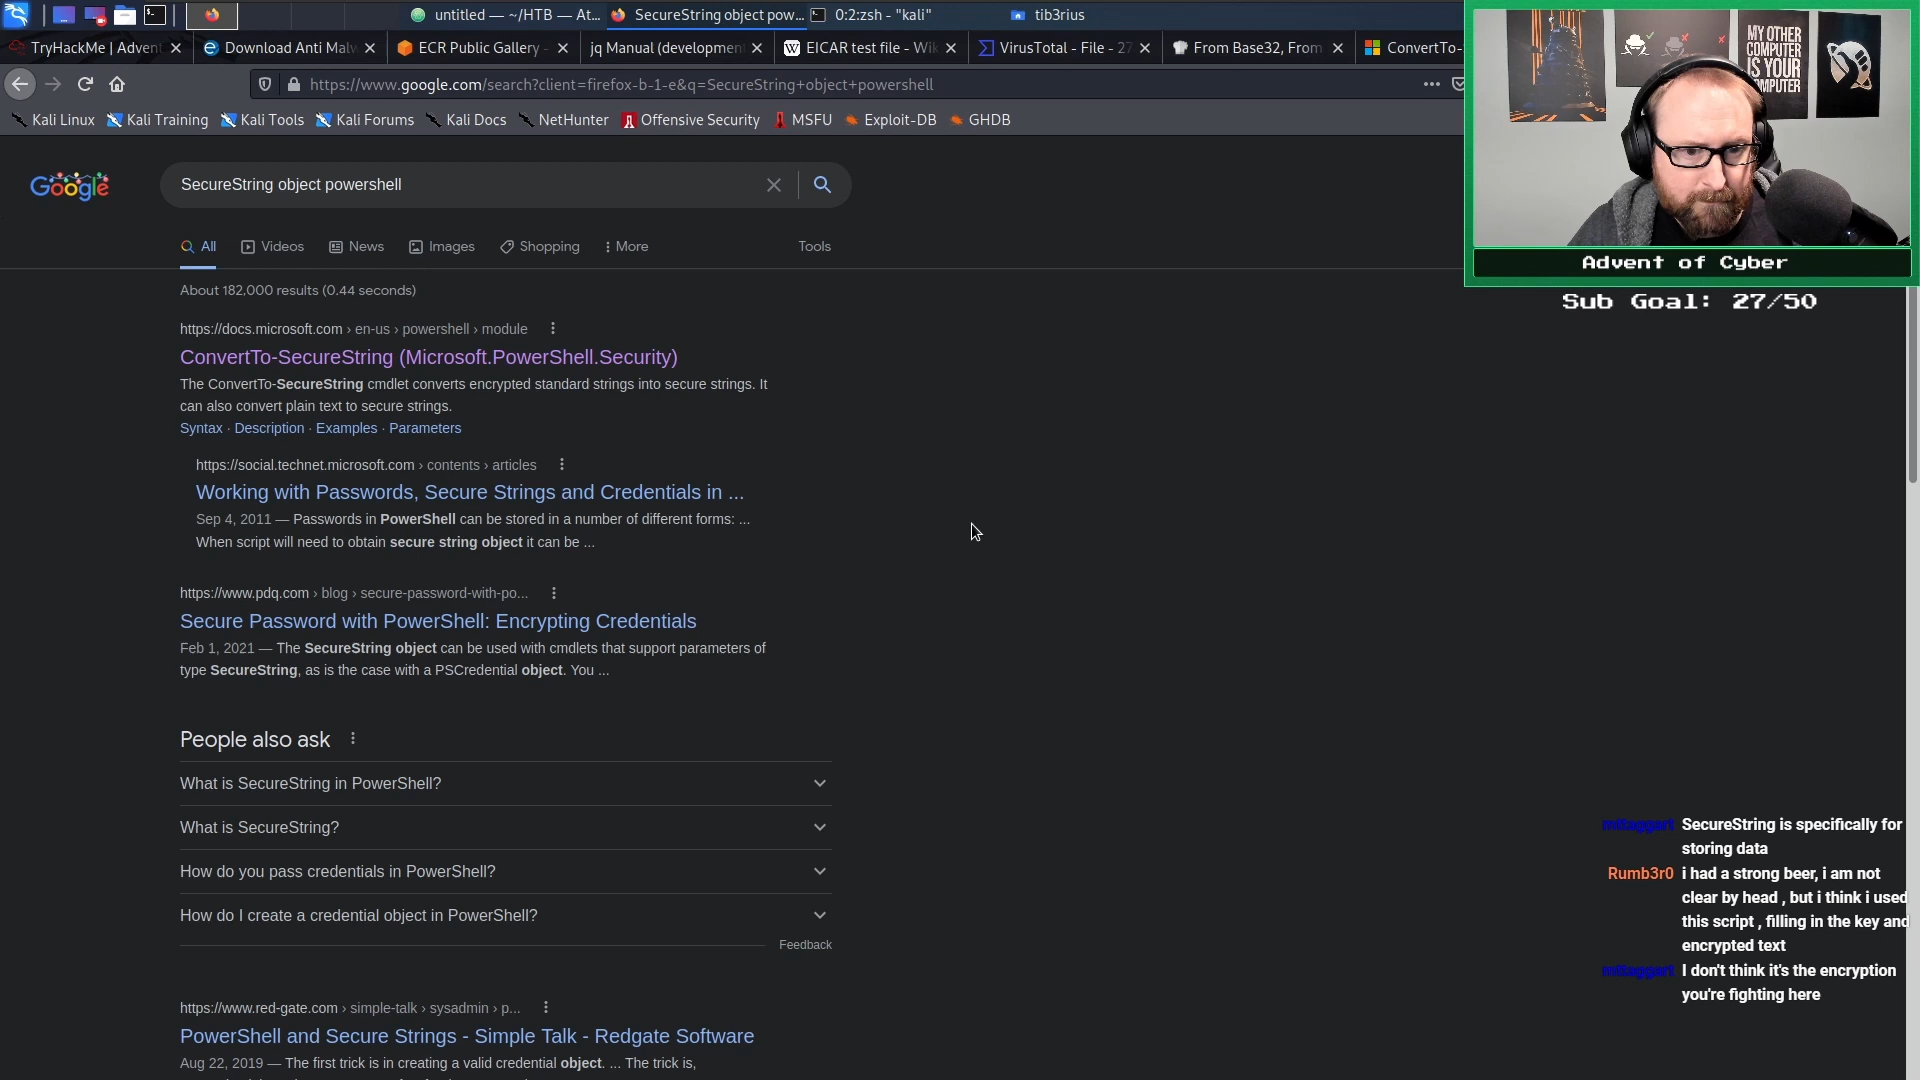 untitled — ~/HTB — At...
SecureString object pow...
0:2:zsh - "kali"
tib3rius
TryHackMe | Advent
Download Anti Malw
ECR Public Gallery -
jq Manual (developmen
EICAR test file - Wik
VirusTotal - File - 27
From Base32, From
ConvertTo-
https://www.google.com/search?client=firefox-b-1-e&q=SecureString+object+powershell
Kali Linux
Kali Training
Kali Tools
Kali Forums
Kali Docs
NetHunter
Offensive Security
MSFU
Exploit-DB
GHDB
MY OTHER
COMPUTER
IS YOUR
COMPUTER
Advent of Cyber
Sub Goal: 27/50
Google
SecureString object powershell
All
Videos
News
Images
Shopping
More
Tools
About 182,000 results (0.44 seconds)
https://docs.microsoft.com › en-us › powershell › module
ConvertTo-SecureString (Microsoft.PowerShell.Security)
The ConvertTo-SecureString cmdlet converts encrypted standard strings into secure strings. It
can also convert plain text to secure strings.
Syntax · Description · Examples · Parameters
https://social.technet.microsoft.com › contents › articles
Working with Passwords, Secure Strings and Credentials in ...
Sep 4, 2011 — Passwords in PowerShell can be stored in a number of different forms: ...
When script will need to obtain secure string object it can be ...
https://www.pdq.com › blog › secure-password-with-po...
Secure Password with PowerShell: Encrypting Credentials
Feb 1, 2021 — The SecureString object can be used with cmdlets that support parameters of
type SecureString, as is the case with a PSCredential object. You ...
People also ask
What is SecureString in PowerShell?
What is SecureString?
How do you pass credentials in PowerShell?
How do I create a credential object in PowerShell?
Feedback
https://www.red-gate.com › simple-talk › sysadmin › p...
PowerShell and Secure Strings - Simple Talk - Redgate Software
Aug 22, 2019 — The first trick is in creating a valid credential object. ... The trick is,
mttaggart SecureString is specifically for
storing data
Rumb3r0 i had a strong beer, i am not
clear by head , but i think i used
this script , filling in the key and
encrypted text
mttaggart I don't think it's the encryption
you're fighting here